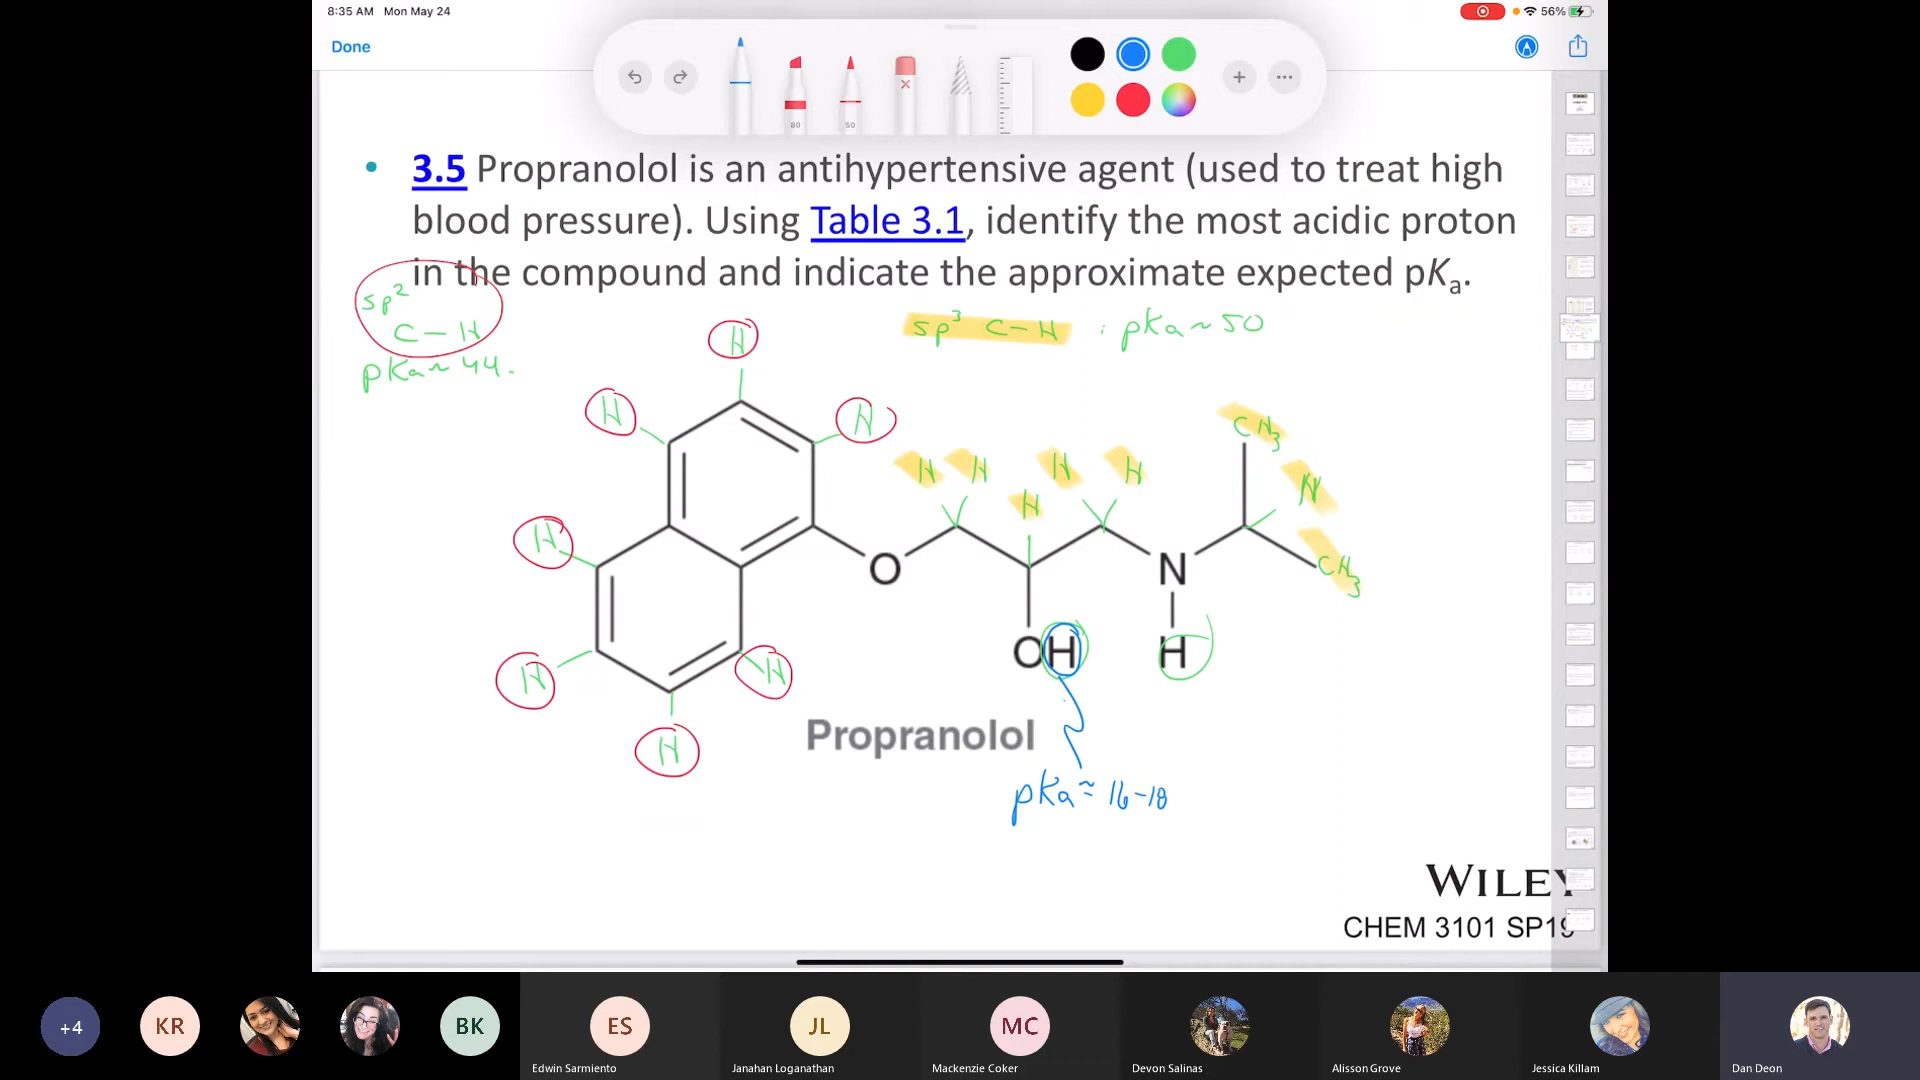 8:35 AM Mon May 24
56%
Done
80
50
• 3.5 Propranolol is an antihypertensive agent (used to treat high
blood pressure). Using Table 3.1, identify the most acidic proton
in the compound and indicate the approximate expected pKa.
sp² C-H
pKa~44.
sp³ C-H : pKa~50
H
H
H
CH3
H H H H
H
H
H
CH3
O
N
OH
H
H
H
H
Propranolol
pKa ≈ 16-18
WILEY
CHEM 3101 SP19
+4
KR
BK
ES
JL
MC
Edwin Sarmiento
Janahan Loganathan
Mackenzie Coker
Devon Salinas
Alisson Grove
Jessica Killam
Dan Deon